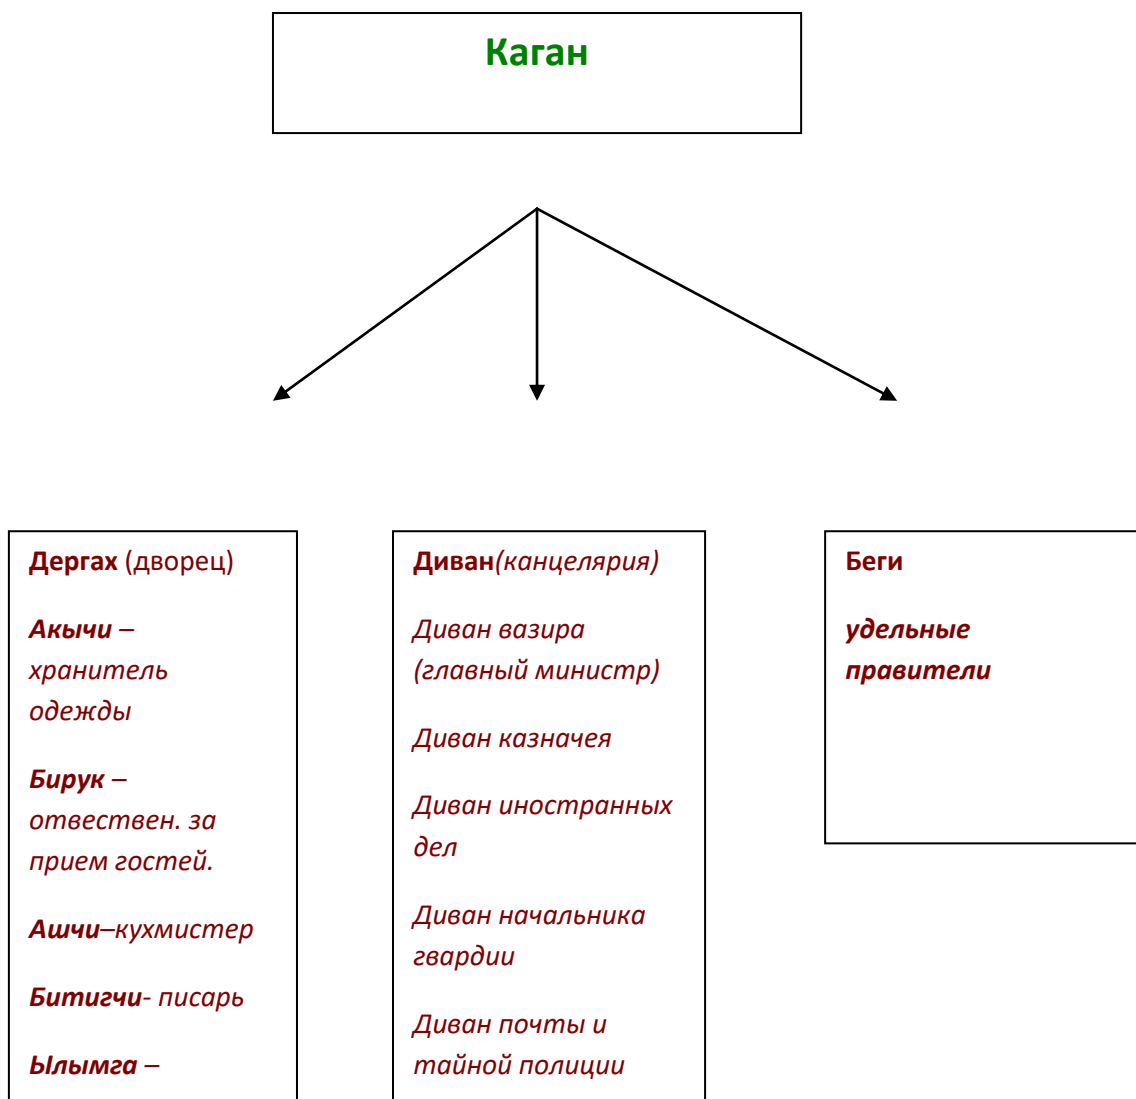 Каган
Дергах (дворец)
Акычи –
хранитель
одежды
Бирук –
отвествен. за
прием гостей.
Ашчи–кухмистер
Битигчи- писарь
Ылымга –
Диван(канцелярия)
Диван вазира
(главный министр)
Диван казначея
Диван иностранных
дел
Диван начальника
гвардии
Диван почты и
тайной полиции
Беги
удельные
правители